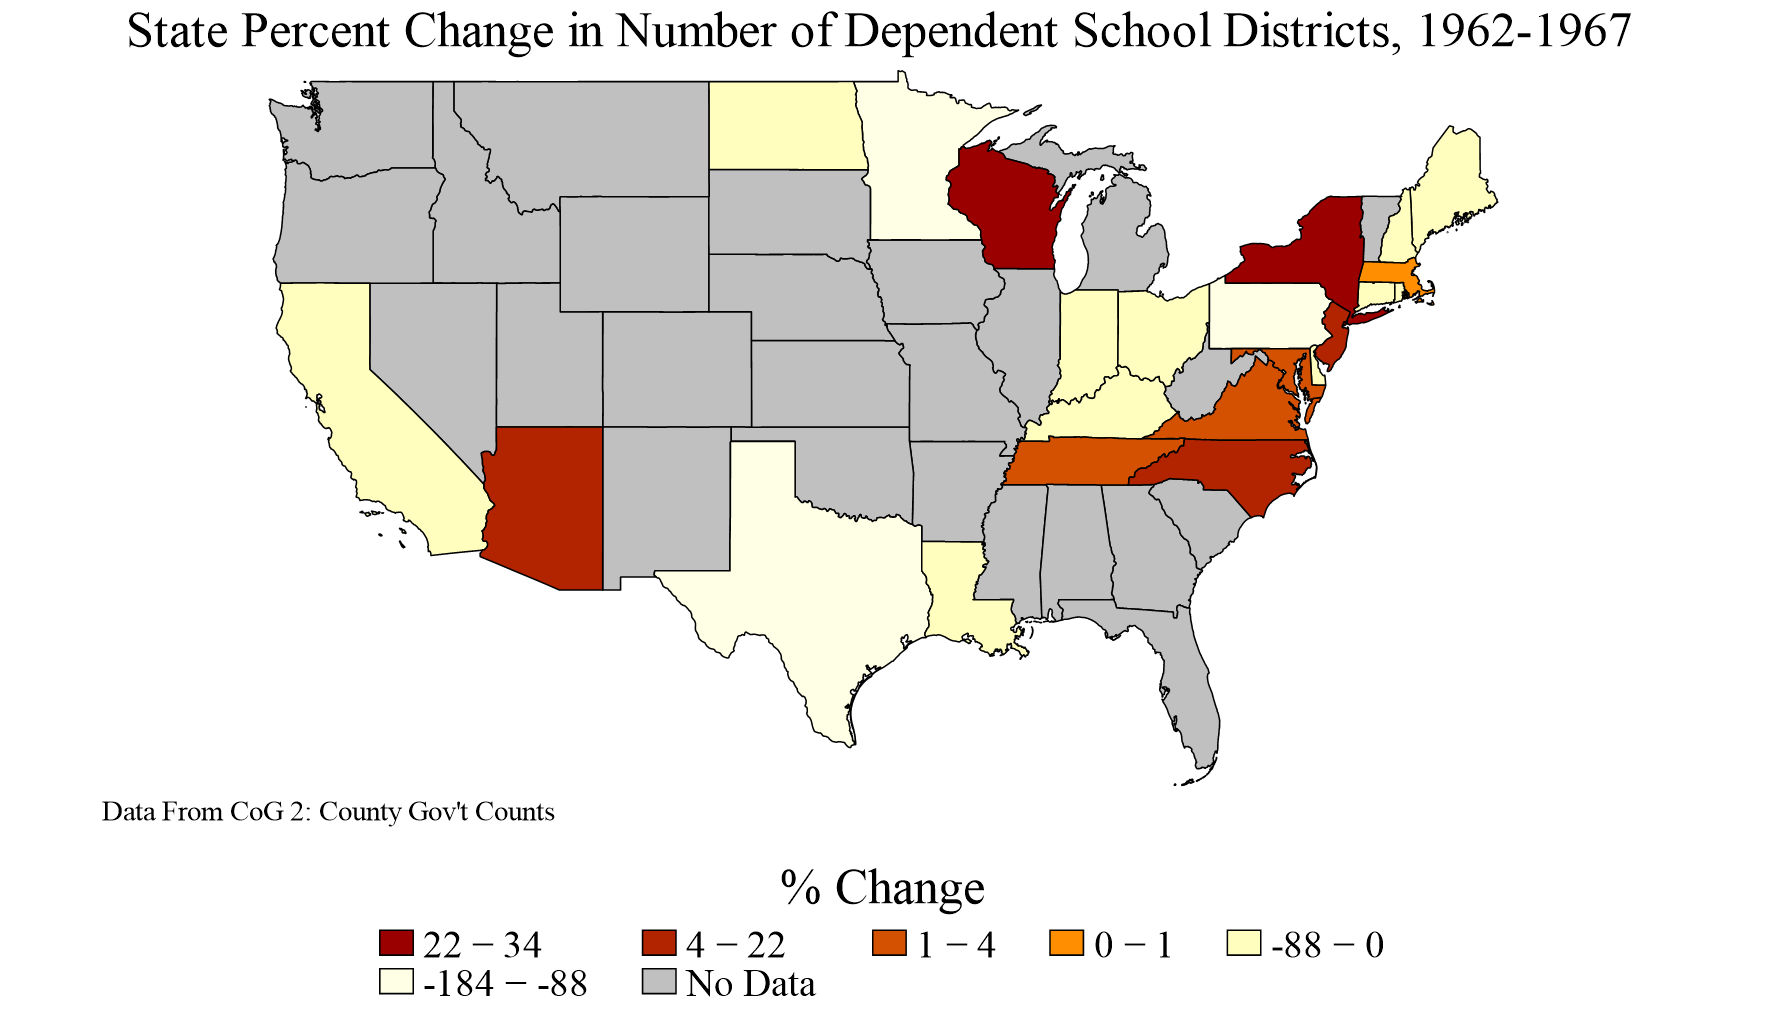 State Percent Change in Number of Dependent School Districts, 1962-1967
Data From CoG 2: County Gov't Counts
% Change
22 − 34
4 − 22
1 − 4
0 − 1
-88 − 0
-184 − -88
No Data